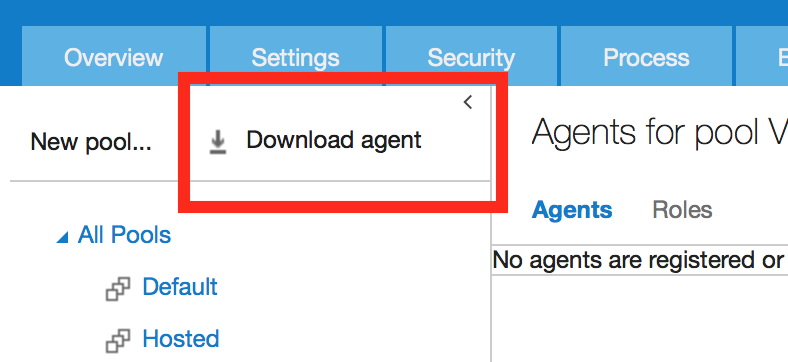 Overview Settings Security Process
New pool... Download agent
Agents for pool V
Agents Roles
All Pools
No agents are registered or
Default
Hosted